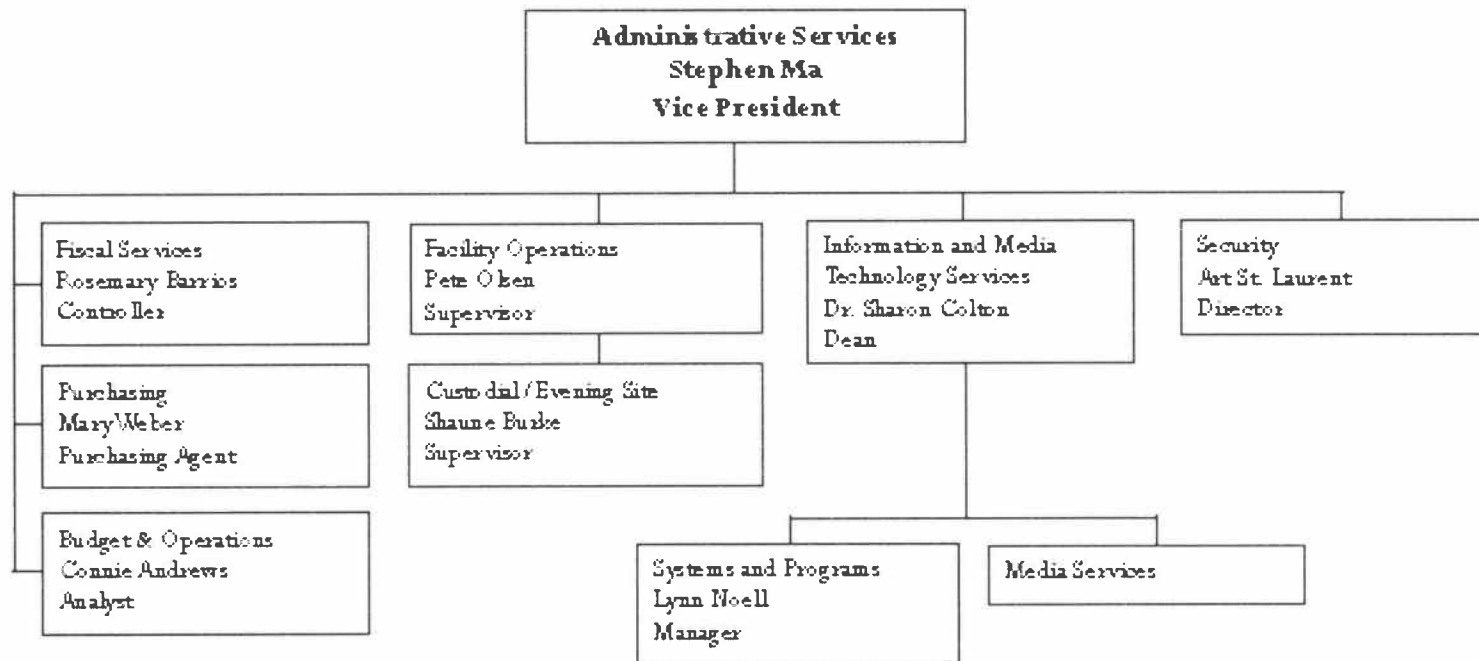 Administrative Services
Stephen Ma
Vice President
Fiscal Services
Rosemary Barrios
Controller
Facility Operations
Pete Olsen
Supervisor
Information and Media
Technology Services
Dr. Sharon Colton
Dean
Security
Art St. Laurent
Director
Purchasing
Mary Weber
Purchasing Agent
Custodial / Evening Site
Shaune Burke
Supervisor
Budget & Operations
Connie Andrews
Analyst
Systems and Programs
Lynn Noell
Manager
Media Services